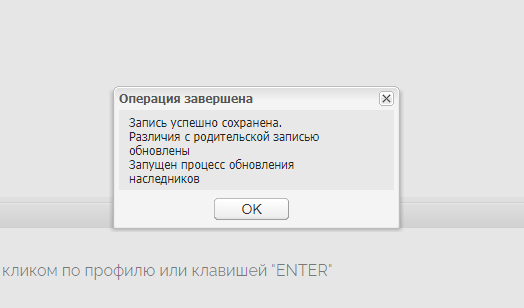 Операция завершена
Запись успешно сохранена.
Различия с родительской записью
обновлены
Запущен процесс обновления
наследников
OK
кликом по профилю или клавишей "ENTER"